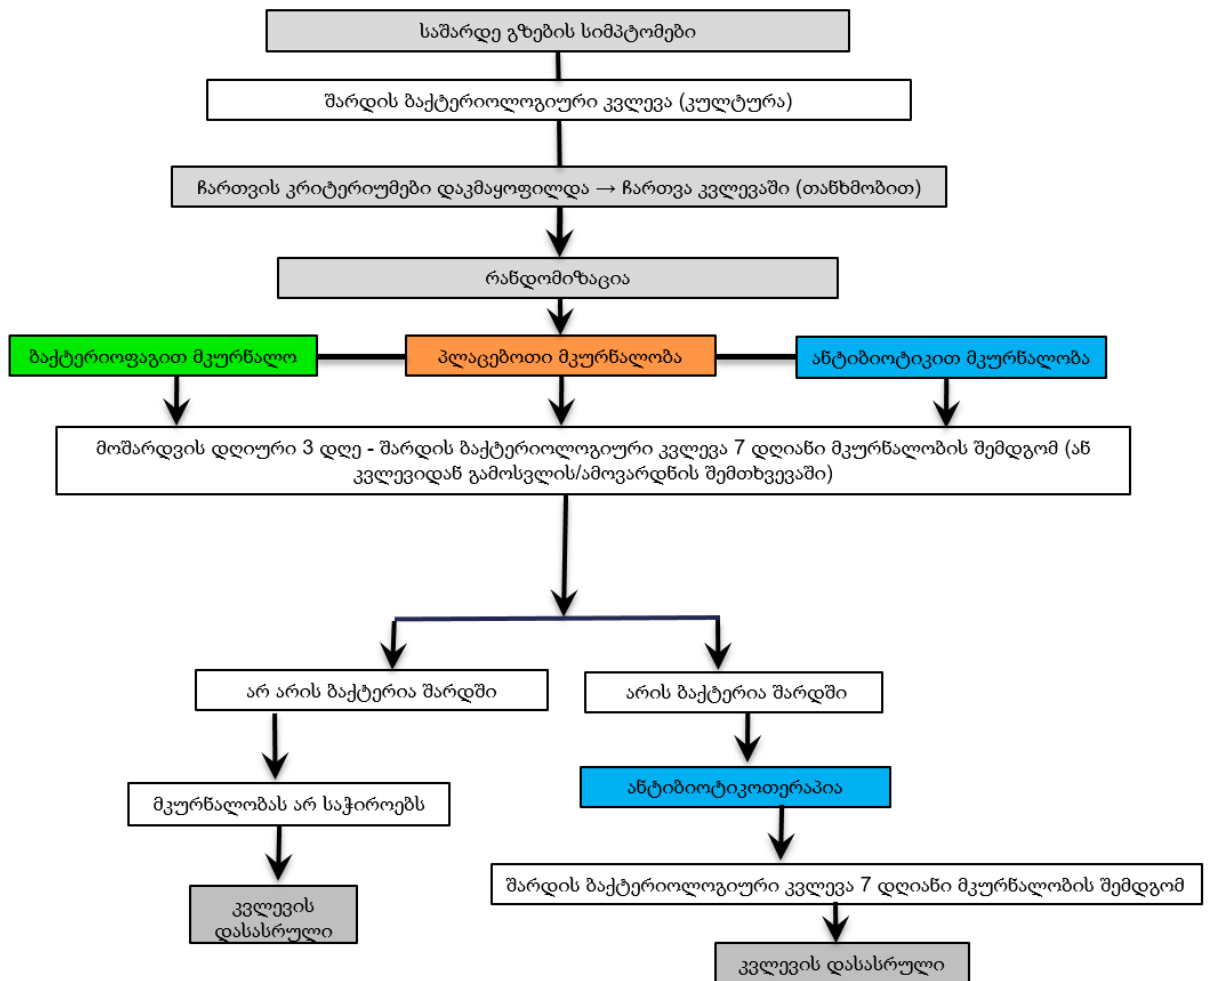 საშარდე გზების სიმპტომები
შარდის ბაქტერიოლოგიური კვლევა (კულტურა)
ჩართვის კრიტერიუმები დაკმაყოფილდა → ჩართვა კვლევაში (თანხმობით)
რანდომიზაცია
ბაქტერიოფაგით მკურნალო
პლაცებოთი მკურნალობა
ანტიბიოტიკით მკურნალობა
მოშარდვის დღიური 3 დღე - შარდის ბაქტერიოლოგიური კვლევა 7 დღიანი მკურნალობის შემდგომ (ან
კვლევიდან გამოსვლის/ამოვარდნის შემთხვევაში)
არ არის ბაქტერია შარდში
არის ბაქტერია შარდში
ანტიბიოტიკოთერაპია
მკურნალობას არ საჭიროებს
შარდის ბაქტერიოლოგიური კვლევა 7 დღიანი მკურნალობის შემდგომ
კვლევის
დასასრული
კვლევის დასასრული